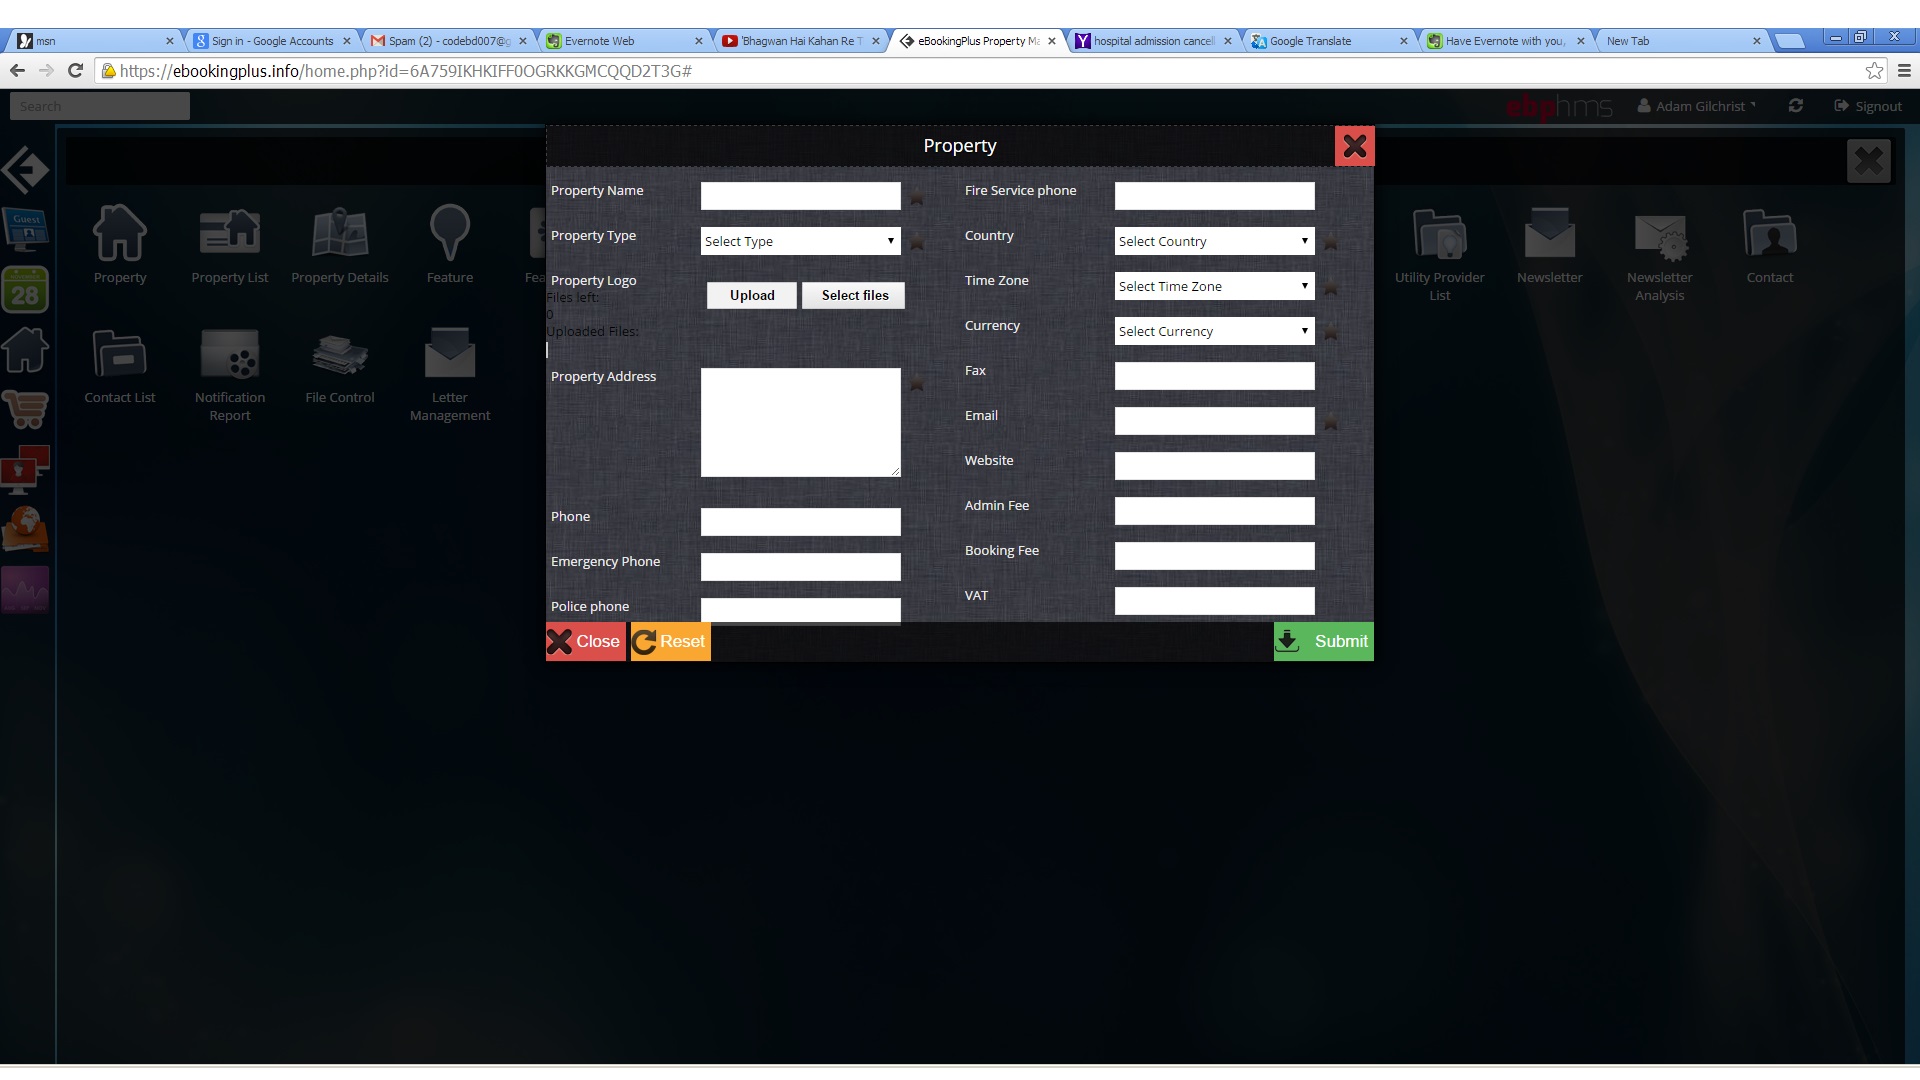 msn
Sign in - Google Accounts
Spam (2) - codebd007@g
Evernote Web
'Bhagwan Hai Kahan Re T
eBookingPlus Property Ma
hospital admission cancell
Google Translate
Have Evernote with you,
New Tab
https://ebookingplus.info/home.php?id=6A759IKHKIFF0OGRKKGMCQQD2T3G#
Search
ebphms
Adam Gilchrist
Signout
Property
Guest
NOVEMBER
28
Property
Property List
Property Details
Feature
Fea
Utility Provider
List
Newsletter
Newsletter
Analysis
Contact
Contact List
Notification
Report
File Control
Letter
Management
Property Name
Property Type
Select Type
Property Logo
Files left:
0
Uploaded Files:
Upload
Select files
Property Address
Phone
Emergency Phone
Police phone
Fire Service phone
Country
Select Country
Time Zone
Select Time Zone
Currency
Select Currency
Fax
Email
Website
Admin Fee
Booking Fee
VAT
Close
Reset
Submit